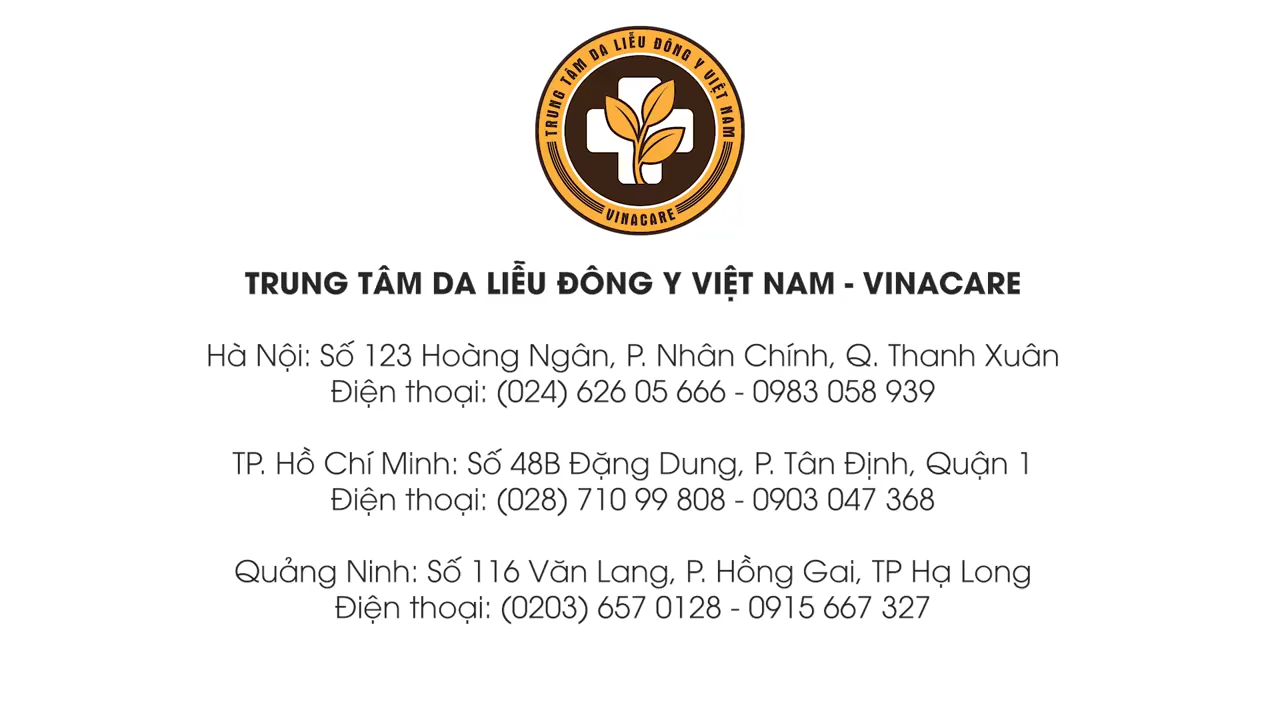 TRUNG TÂM DA LIỄU ĐÔNG Y VIỆT NAM
VINACARE
TRUNG TÂM DA LIỄU ĐÔNG Y VIỆT NAM - VINACARE
Hà Nội: Số 123 Hoàng Ngân, P. Nhân Chính, Q. Thanh Xuân
Điện thoại: (024) 626 05 666 - 0983 058 939
TP. Hồ Chí Minh: Số 48B Đặng Dung, P. Tân Định, Quận 1
Điện thoại: (028) 710 99 808 - 0903 047 368
Quảng Ninh: Số 116 Văn Lang, P. Hồng Gai, TP Hạ Long
Điện thoại: (0203) 657 0128 - 0915 667 327